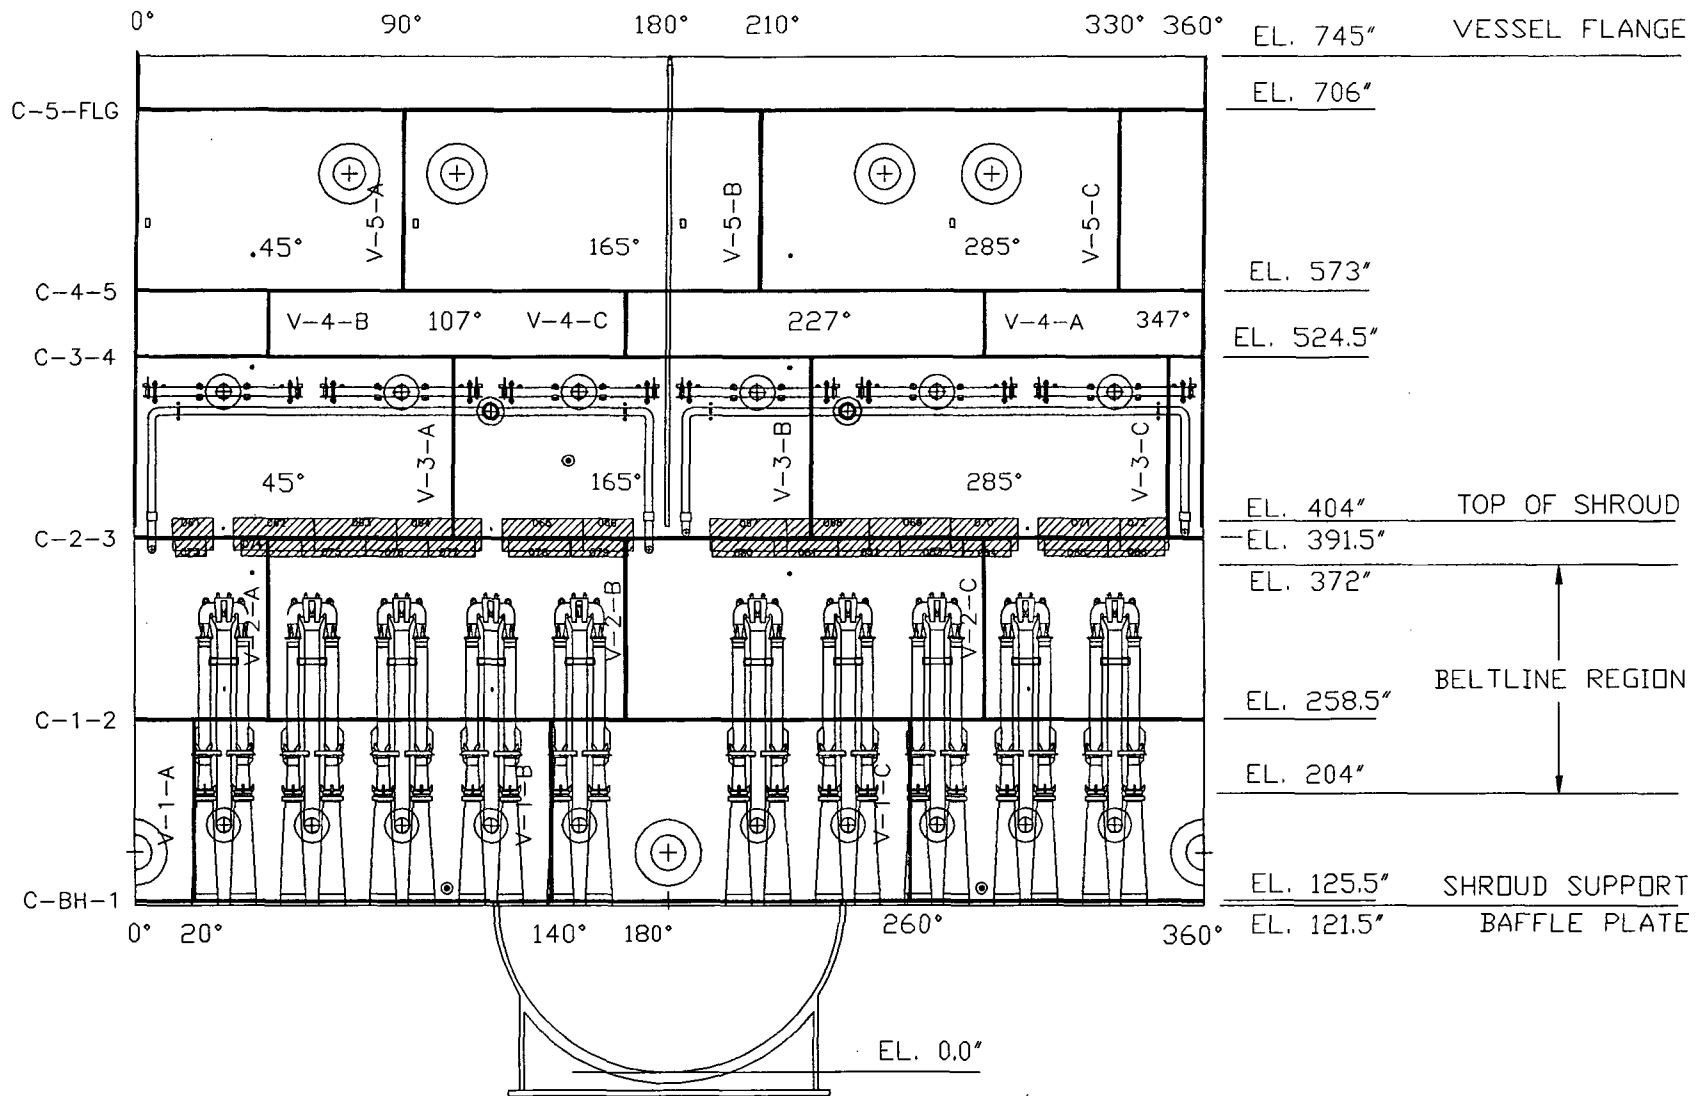 0° 90° 180° 210° 330° 360°
EL. 745" VESSEL FLANGE
EL. 706"
C-5-FLG
V-5-A V-5-B V-5-C
45° 165° 285°
EL. 573"
C-4-5
V-4-B 107° V-4-C 227° V-4-A 347°
EL. 524.5"
C-3-4
V-3-A V-3-B V-3-C
45° 165° 285°
EL. 404" TOP OF SHROUD
C-2-3
EL. 391.5"
EL. 372"
V-2-A V-2-B V-2-C
BELTLINE REGION
EL. 258.5"
C-1-2
EL. 204"
V-1-A V-1-B V-1-C
EL. 125.5" SHROUD SUPPORT
C-BH-1
EL. 121.5" BAFFLE PLATE
0° 20° 140° 180° 260° 360°
EL. 0.0"